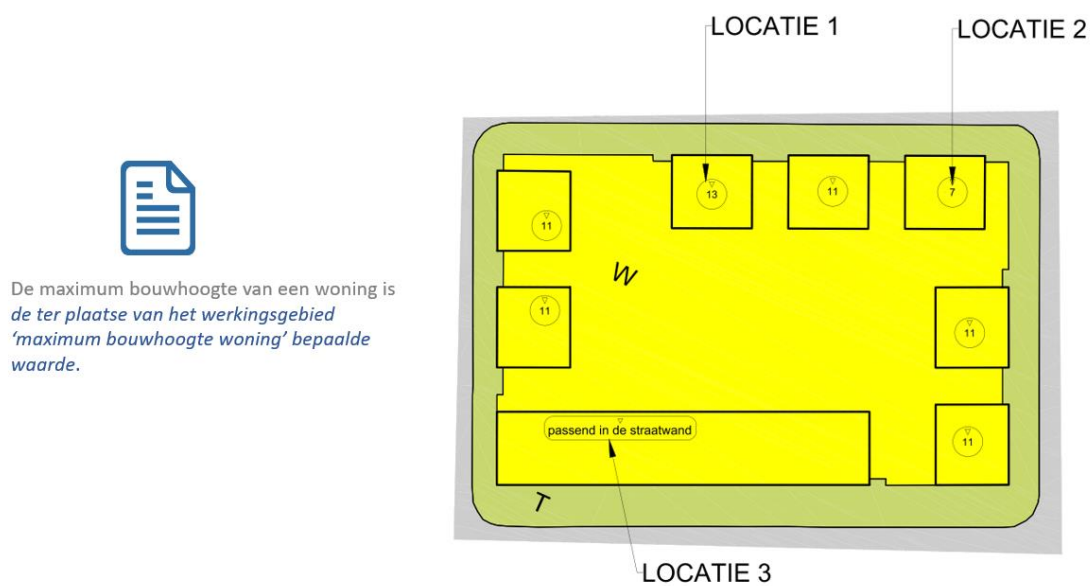 LOCATIE 1
LOCATIE 2
13
11
7
11
W
11
11
De maximum bouwhoogte van een woning is
de ter plaatse van het werkingsgebied
‘maximum bouwhoogte woning’ bepaalde
waarde.
passend in de straatwand
11
T
LOCATIE 3